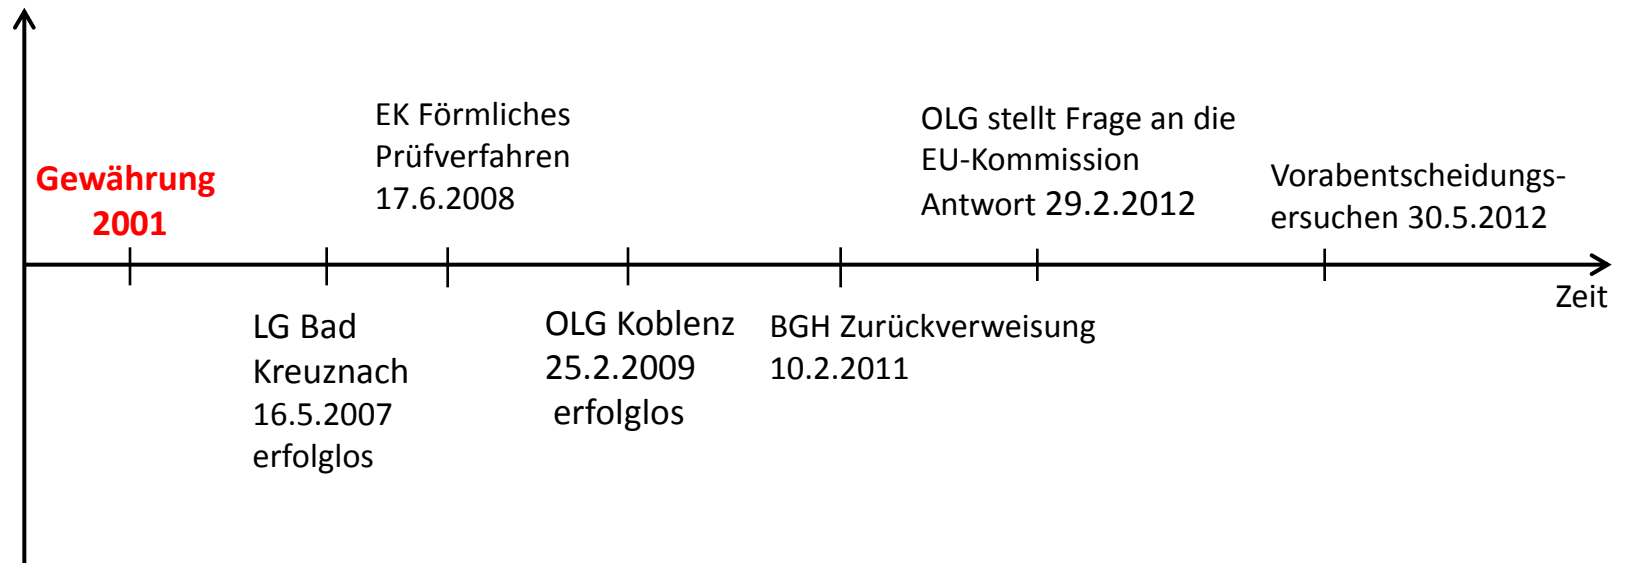 Gewährung
2001
EK Förmliches
Prüfverfahren
17.6.2008
OLG stellt Frage an die
EU-Kommission
Antwort 29.2.2012
Vorabentscheidungs-
ersuchen 30.5.2012
Zeit
LG Bad
Kreuznach
16.5.2007
erfolglos
OLG Koblenz
25.2.2009
erfolglos
BGH Zurückverweisung
10.2.2011